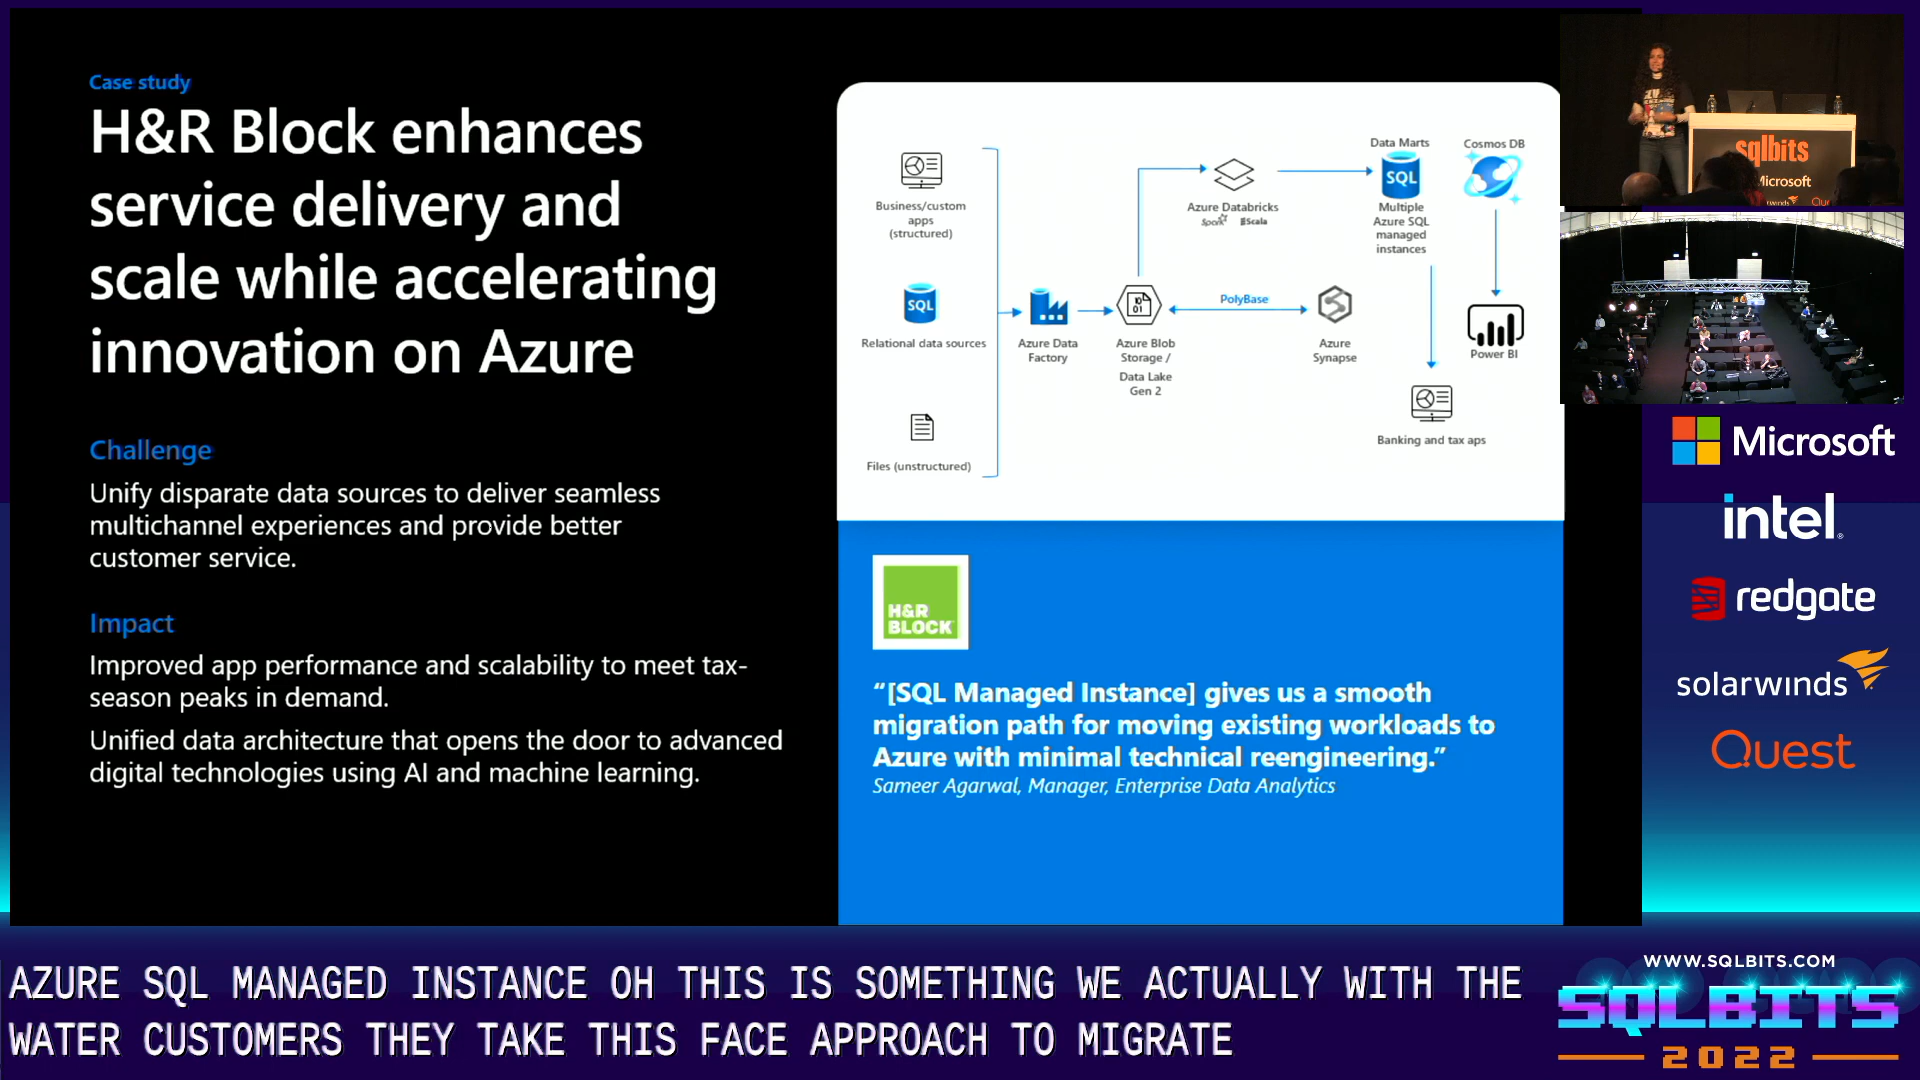 Case study
H&R Block enhances
service delivery and
scale while accelerating
innovation on Azure
Challenge
Unify disparate data sources to deliver seamless
multichannel experiences and provide better
customer service.
Impact
Improved app performance and scalability to meet tax-
season peaks in demand.
Unified data architecture that opens the door to advanced
digital technologies using AI and machine learning.
Business/custom
apps
(structured)
SQL
Relational data sources
Files (unstructured)
Azure Data
Factory
Azure Blob
Storage /
Data Lake
Gen 2
10
01
Azure Databricks
Spark
Scala
PolyBase
Azure
Synapse
Data Marts
SQL
Multiple
Azure SQL
managed
instances
Cosmos DB
Power BI
Banking and tax aps
H&R
BLOCK
“[SQL Managed Instance] gives us a smooth
migration path for moving existing workloads to
Azure with minimal technical reengineering.”
Sameer Agarwal, Manager, Enterprise Data Analytics
sqlbits
Microsoft
Microsoft
intel.
redgate
solarwinds
Quest
AZURE SQL MANAGED INSTANCE OH THIS IS SOMETHING WE ACTUALLY WITH THE
WATER CUSTOMERS THEY TAKE THIS FACE APPROACH TO MIGRATE
WWW.SQLBITS.COM
SQLBITS
2022